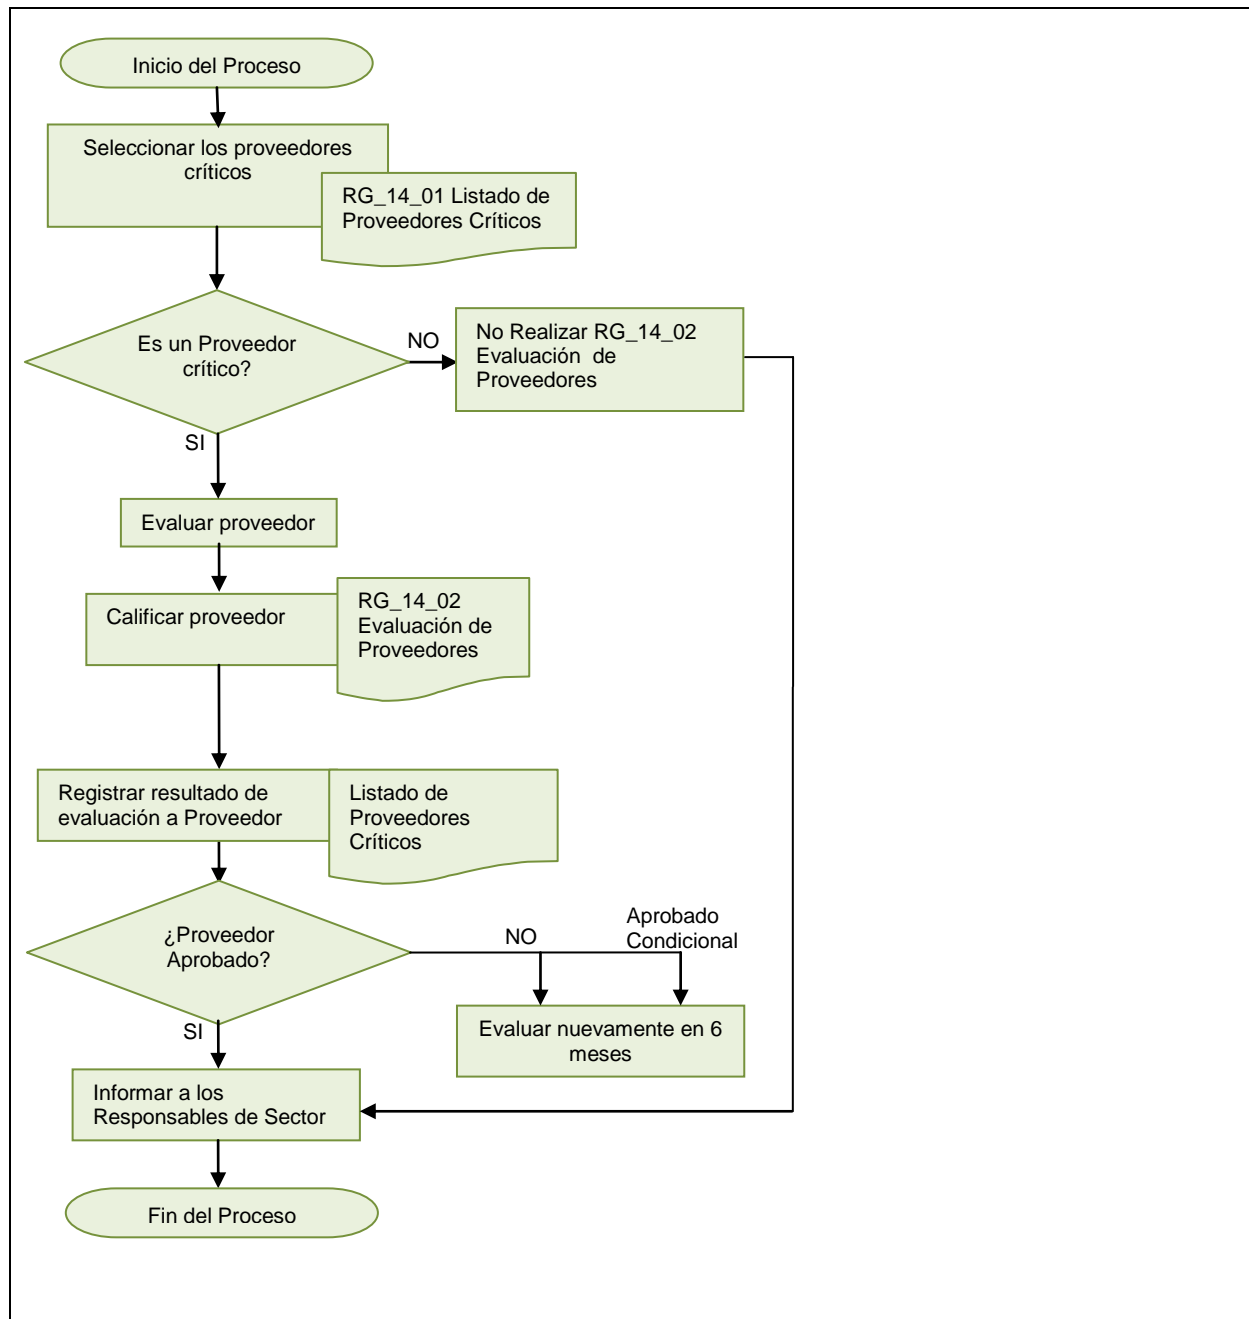 Inicio del Proceso
Seleccionar los proveedores
críticos
RG_14_01 Listado de
Proveedores Críticos
Es un Proveedor
crítico?
NO
No Realizar RG_14_02
Evaluación de
Proveedores
SI
Evaluar proveedor
Calificar proveedor
RG_14_02
Evaluación de
Proveedores
Registrar resultado de
evaluación a Proveedor
Listado de
Proveedores
Críticos
¿Proveedor
Aprobado?
NO
Aprobado
Condicional
Evaluar nuevamente en 6
meses
SI
Informar a los
Responsables de Sector
Fin del Proceso